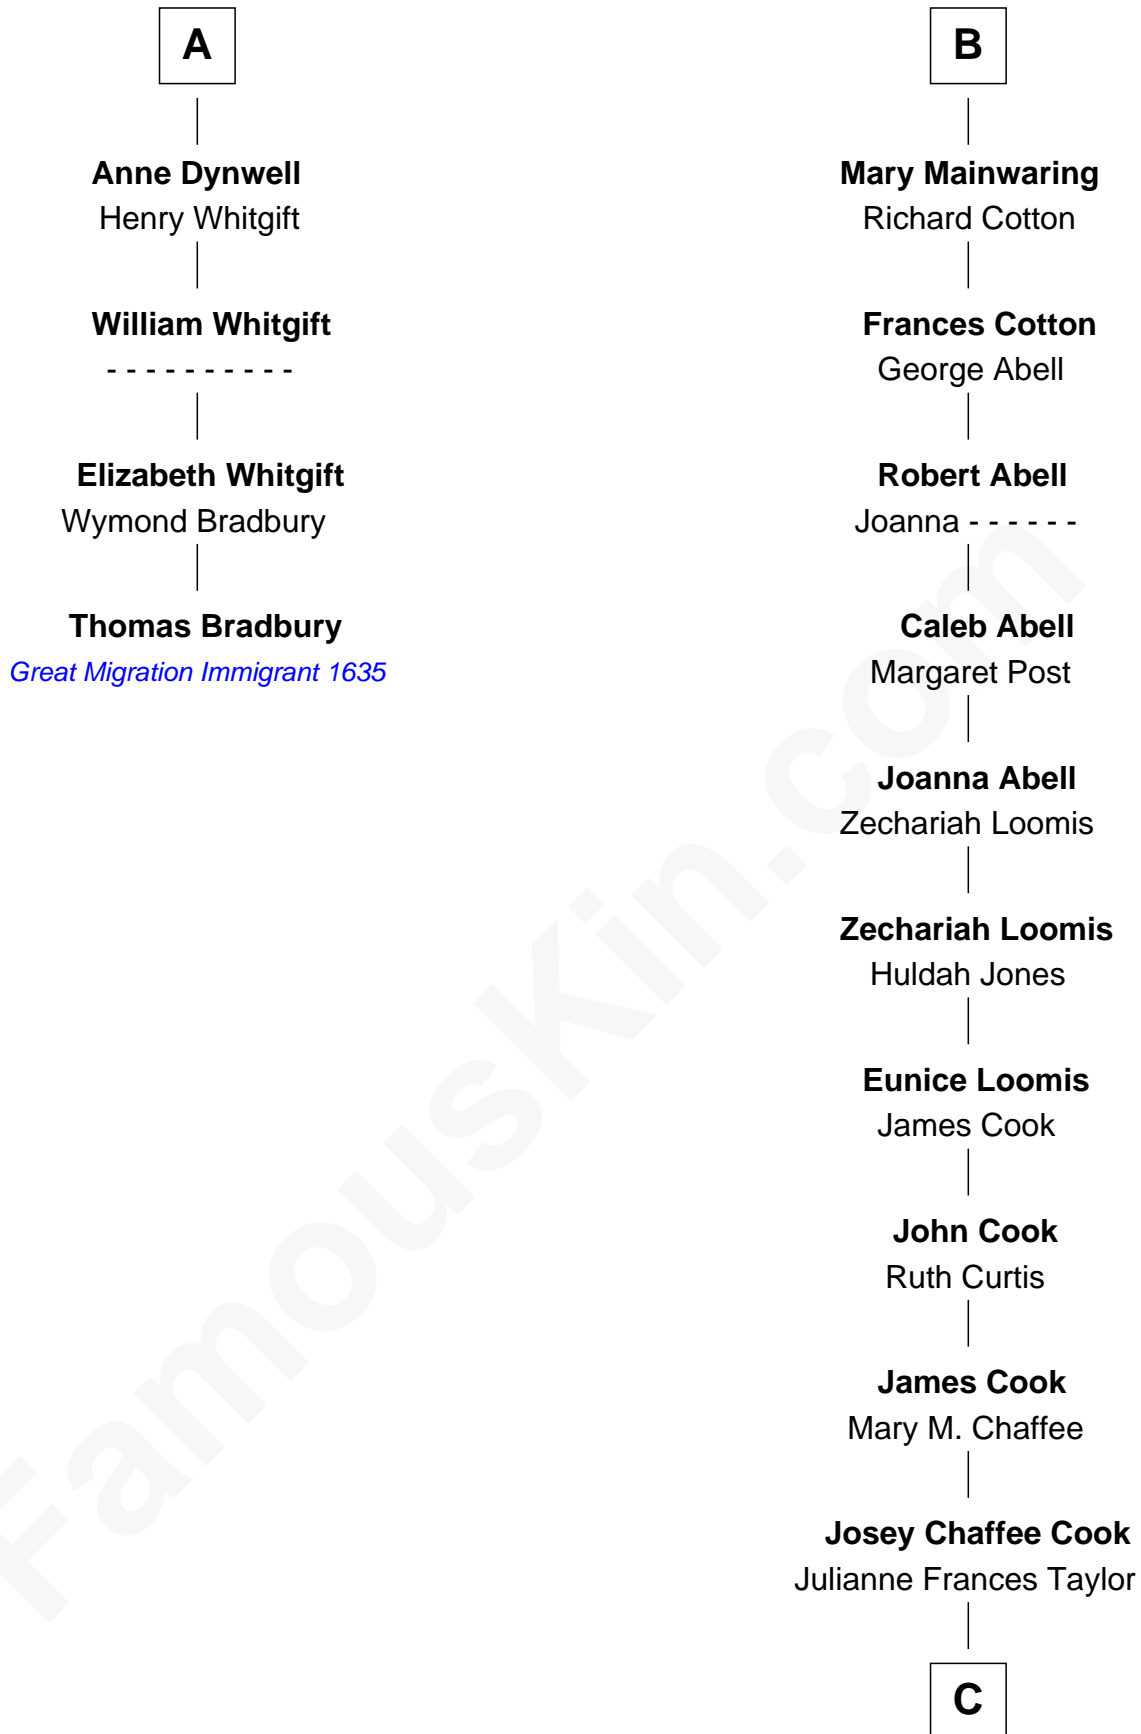 A
Anne Dynwell
Henry Whitgift
William Whitgift
- - - - - - - - - -
Elizabeth Whitgift
Wymond Bradbury
Thomas Bradbury
Great Migration Immigrant 1635
B
Mary Mainwaring
Richard Cotton
Frances Cotton
George Abell
Robert Abell
Joanna - - - - - -
Caleb Abell
Margaret Post
Joanna Abell
Zechariah Loomis
Zechariah Loomis
Huldah Jones
Eunice Loomis
James Cook
John Cook
Ruth Curtis
James Cook
Mary M. Chaffee
Josey Chaffee Cook
Julianne Frances Taylor
C
FamousKin.com